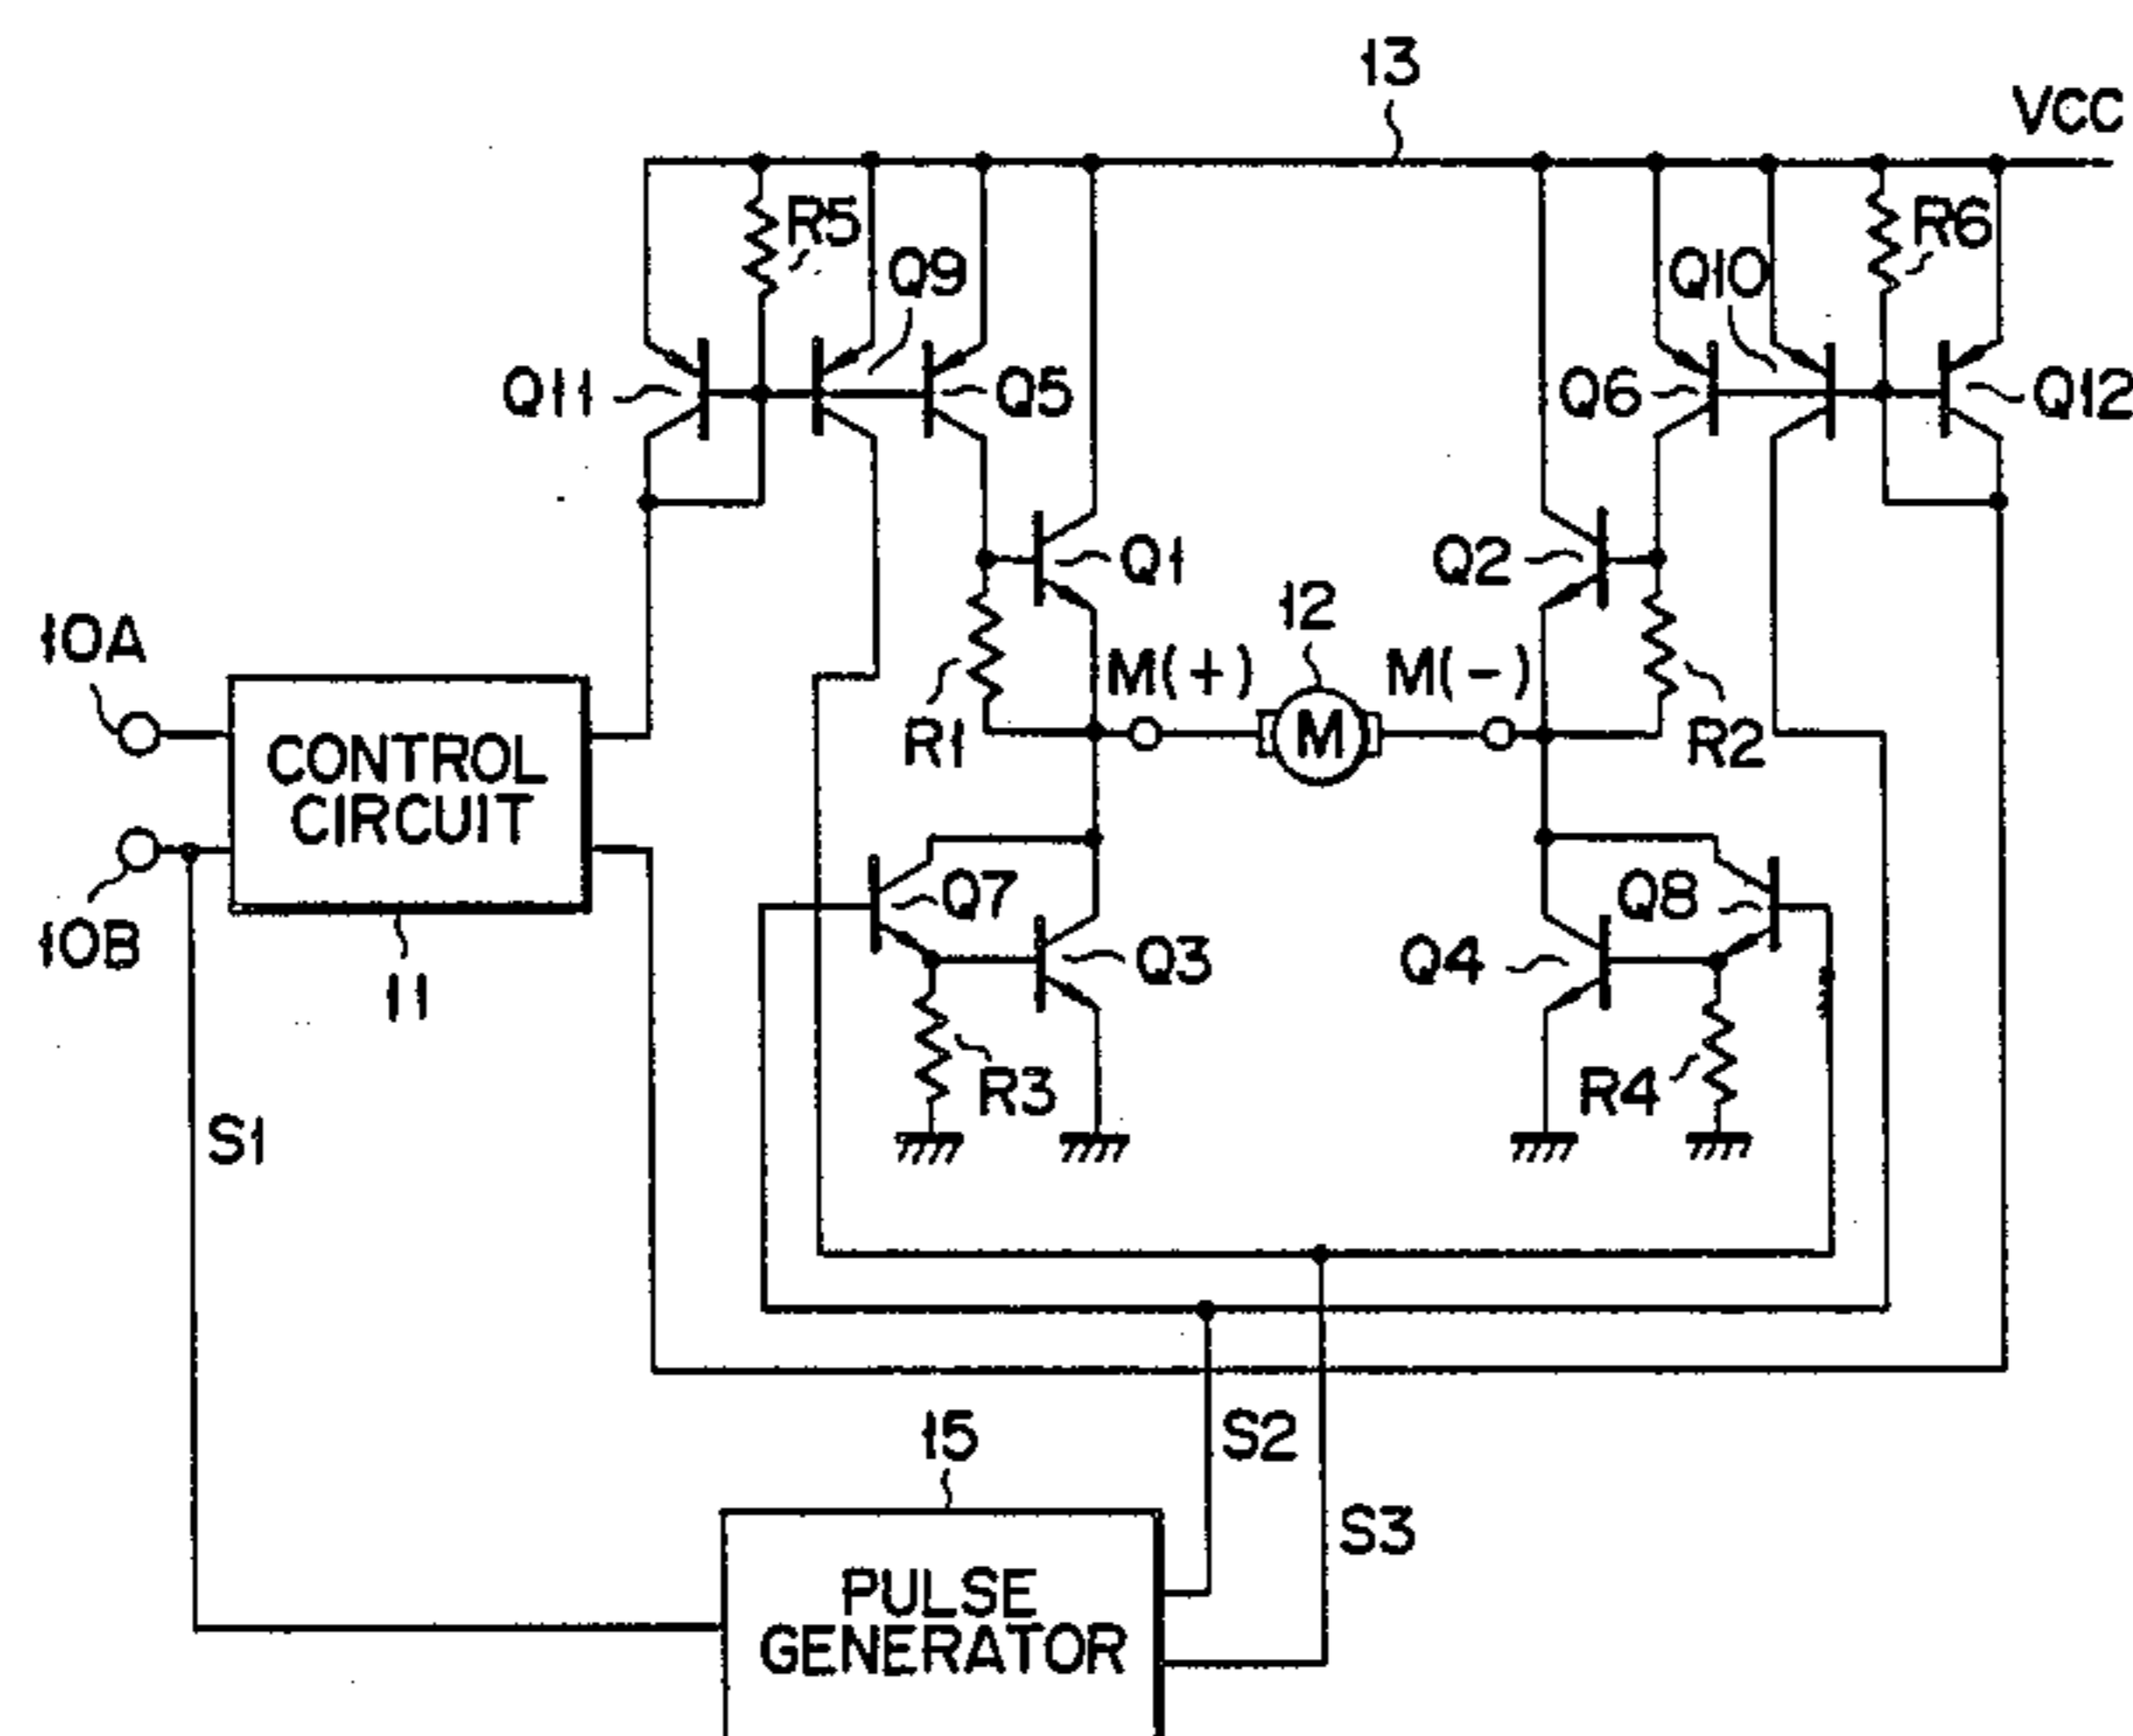 13
VCC
R5
R6
Q9
Q10
Q11
Q5
Q6
Q12
Q1
Q2
12
10A
M(+)
M(-)
R1
M
R2
CONTROL
CIRCUIT
Q7
Q8
10B
Q3
Q4
11
R3
R4
S1
15
S2
S3
PULSE
GENERATOR